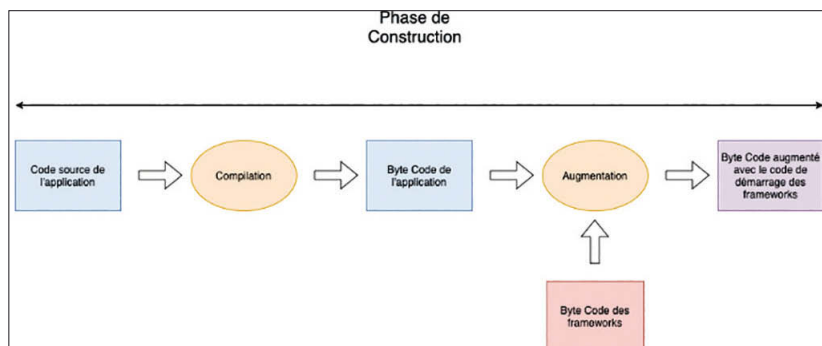 Phase de
Construction
Code source de
l'application
Compilation
Byte Code de
l'application
Augmentation
Byte Code augmenté
avec le code de
démarrage des
frameworks
Byte Code des
frameworks